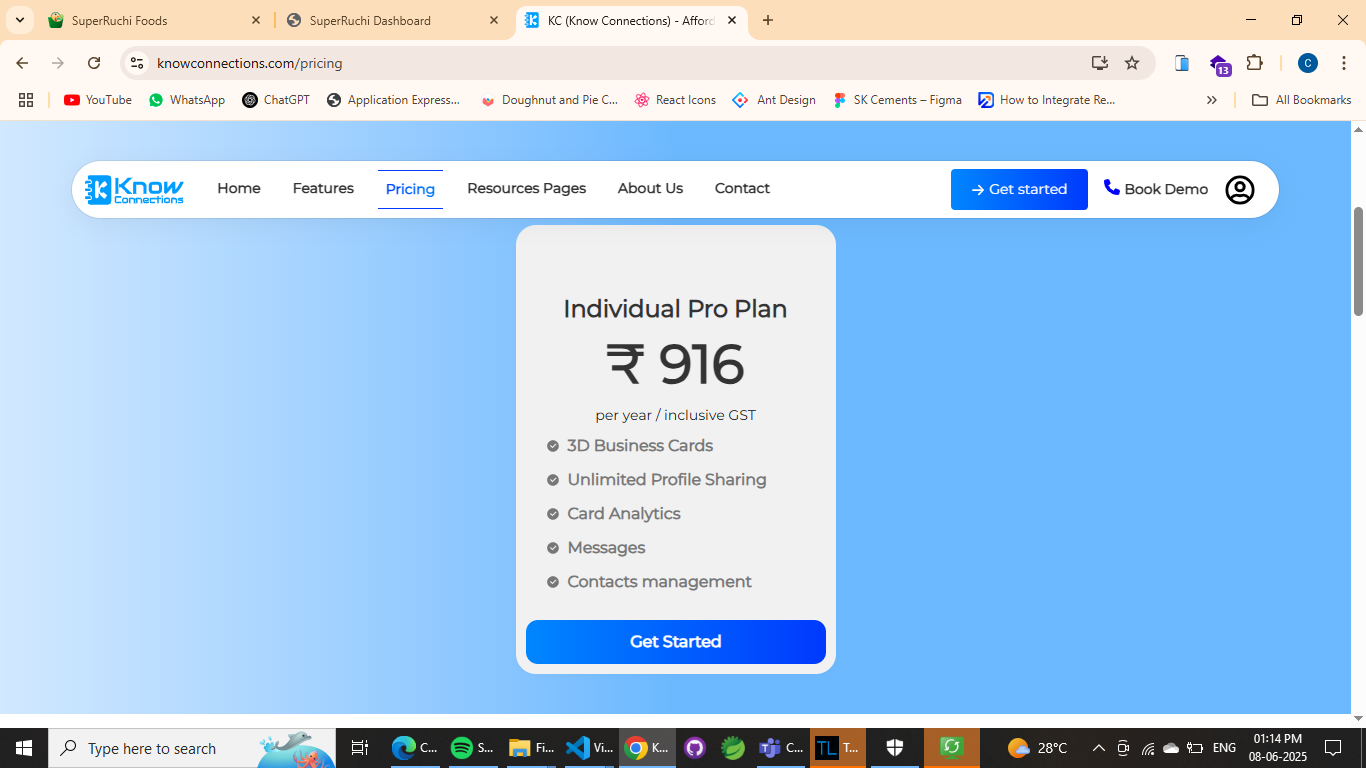 SuperRuchi Foods
SuperRuchi Dashboard
KC (Know Connections) - Afford
knowconnections.com/pricing
13
C
YouTube
WhatsApp
ChatGPT
Application Express...
Doughnut and Pie C...
React Icons
Ant Design
SK Cements – Figma
How to Integrate Re...
All Bookmarks
Know
Connections
Home
Features
Pricing
Resources Pages
About Us
Contact
→ Get started
Book Demo
Individual Pro Plan
₹ 916
per year / inclusive GST
3D Business Cards
Unlimited Profile Sharing
Card Analytics
Messages
Contacts management
Get Started
Type here to search
C...
S...
Fi...
Vi...
K...
C...
TL
T...
28°C
ENG
01:14 PM
08-06-2025